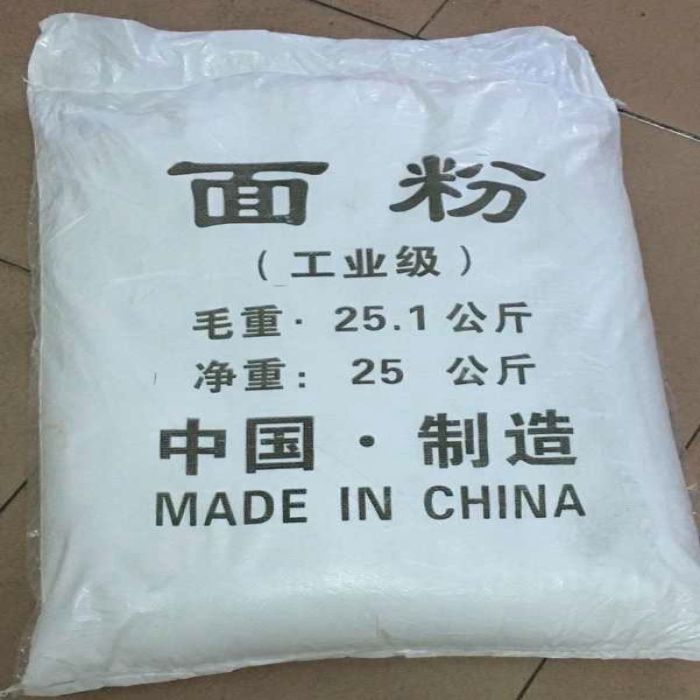 面粉
（工业级）
毛重· 25.1公斤
净重： 25 公斤
中国·制造
MADE IN CHINA